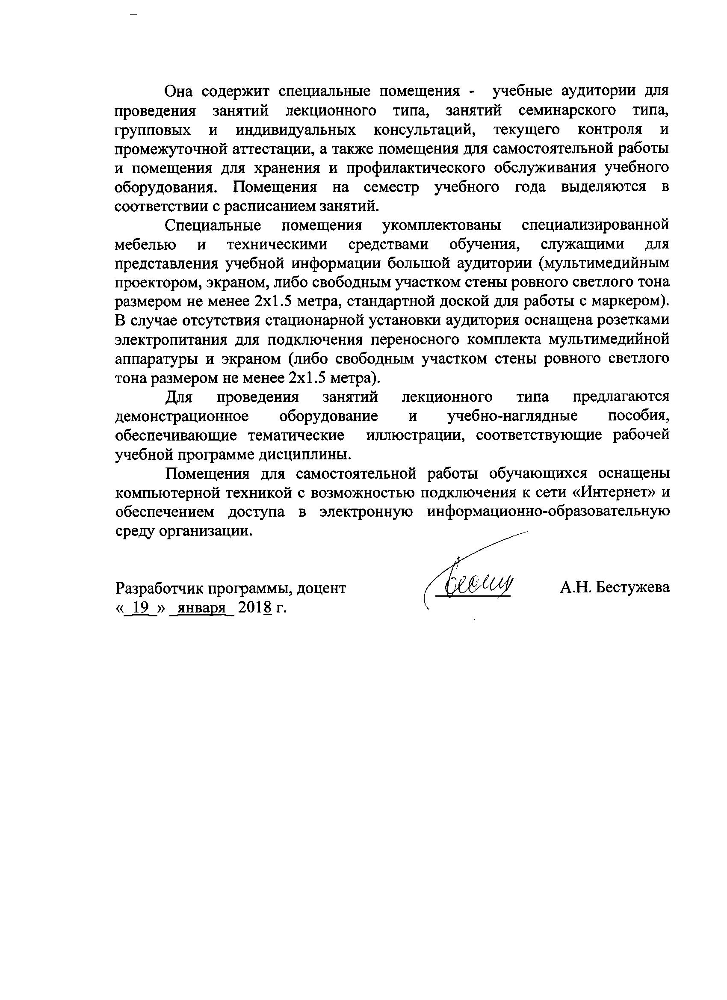 Она содержит специальные помещения - учебные аудитории для
проведения занятий лекционного типа, занятий семинарского типа,
групповых и индивидуальных консультаций, текущего контроля и
промежуточной аттестации, а также помещения для самостоятельной работы
и помещения для хранения и профилактического обслуживания учебного
оборудования. Помещения на семестр учебного года выделяются в
соответствии с расписанием занятий.
Специальные помещения укомплектованы специализированной
мебелью и техническими средствами обучения, служащими для
представления учебной информации большой аудитории (мультимедийным
проектором, экраном, либо свободным участком стены ровного светлого тона
размером не менее 2х1.5 метра, стандартной доской для работы с маркером).
В случае отсутствия стационарной установки аудитория оснащена розетками
электропитания для подключения переносного комплекта мультимедийной
аппаратуры и экраном (либо свободным участком стены ровного светлого
тона размером не менее 2х1.5 метра).
Для проведения занятий лекционного типа предлагаются
демонстрационное оборудование и учебно-наглядные пособия,
обеспечивающие тематические иллюстрации, соответствующие рабочей
учебной программе дисциплины.
Помещения для самостоятельной работы обучающихся оснащены
компьютерной техникой с возможностью подключения к сети «Интернет» и
обеспечением доступа в электронную информационно-образовательную
среду организации.
Разработчик программы, доцент А.Н. Бестужева
«_19_» _января_ 2018 г.